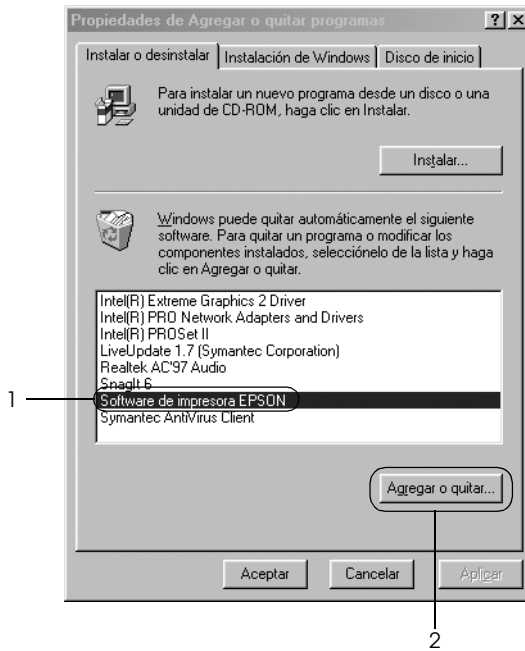 Propiedades de Agregar o quitar programas
Instalar o desinstalar
Instalación de Windows
Disco de inicio
Para instalar un nuevo programa desde un disco o una
unidad de CD-ROM, haga clic en Instalar.
Instalar...
Windows puede quitar automáticamente el siguiente
software. Para quitar un programa o modificar los
componentes instalados, selecciónelo de la lista y haga
clic en Agregar o quitar.
Intel(R) Extreme Graphics 2 Driver
Intel(R) PRO Network Adapters and Drivers
Intel(R) PROSet II
LiveUpdate 1.7 (Symantec Corporation)
Realtek AC'97 Audio
SnagIt 6
1
Software de impresora EPSON
Symantec AntiVirus Client
Agregar o quitar...
Aceptar
Cancelar
Aplicar
2